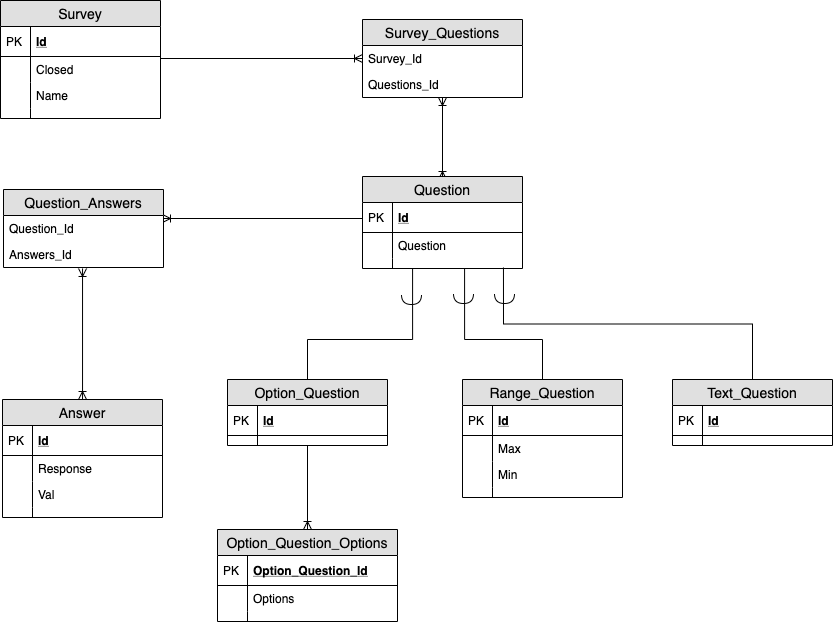 Survey
PK Id
Closed
Name
Survey_Questions
Survey_Id
Questions_Id
Question_Answers
Question_Id
Answers_Id
Question
PK Id
Question
Answer
PK Id
Response
Val
Option_Question
PK Id
Range_Question
PK Id
Max
Min
Text_Question
PK Id
Option_Question_Options
PK Option_Question_Id
Options